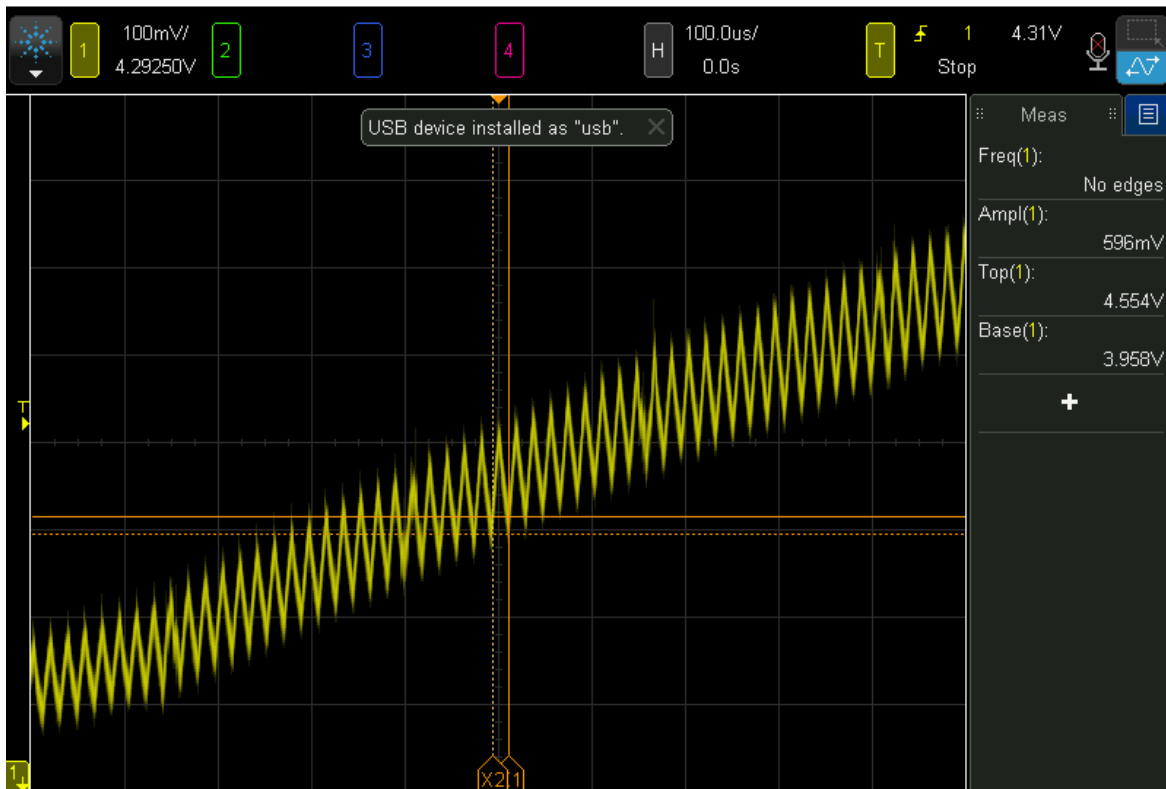 1 100mV/ 2 3 4 H 100.0us/ T 1 4.31V
4.29250V 0.0s Stop
USB device installed as "usb".
Meas
Freq(1):
No edges
Ampl(1):
596mV
Top(1):
4.554V
Base(1):
3.958V
+
T
1
X2 1